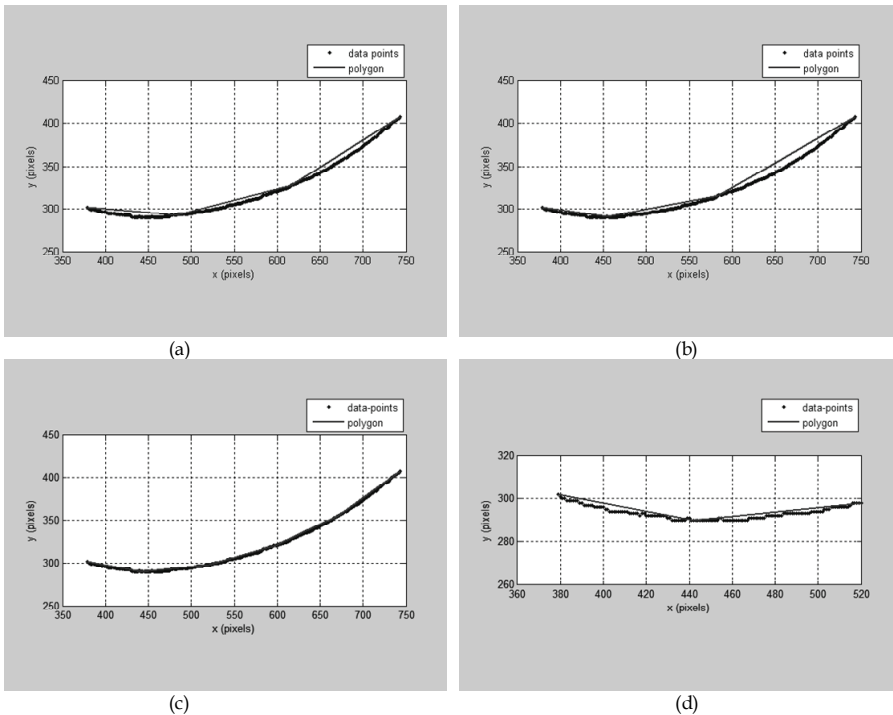 data points
polygon
450
400
350
300
250
y (pixels)
350 400 450 500 550 600 650 700 750
x (pixels)
(a)
data points
polygon
450
400
350
300
250
y (pixels)
350 400 450 500 550 600 650 700 750
x (pixels)
(b)
data-points
polygon
450
400
350
300
250
y (pixels)
350 400 450 500 550 600 650 700 750
x (pixels)
(c)
data-points
polygon
320
300
280
260
y (pixels)
360 380 400 420 440 460 480 500 520
x (pixels)
(d)